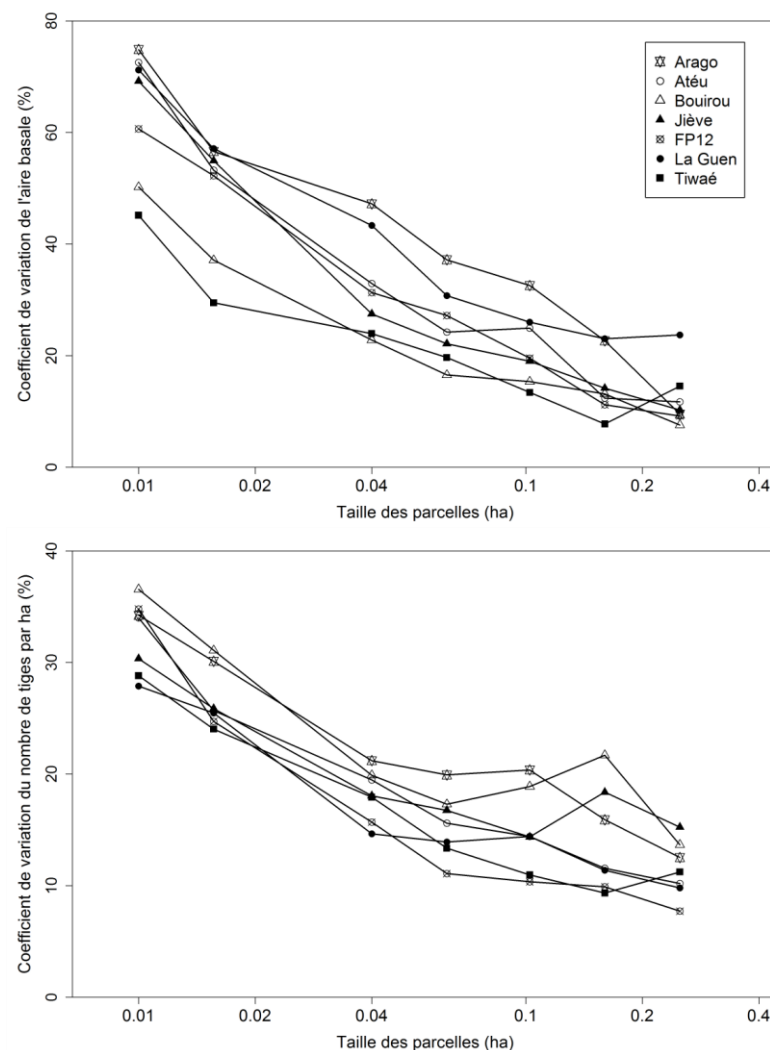 80
60
40
20
0
Coefficient de variation de l'aire basale (%)
Arago
Atéu
Bouirou
Jiève
FP12
La Guen
Tiwaé
0.01 0.02 0.04 0.1 0.2 0.4
Taille des parcelles (ha)
40
30
20
10
0
Coefficient de variation du nombre de tiges par ha (%)
0.01 0.02 0.04 0.1 0.2 0.4
Taille des parcelles (ha)